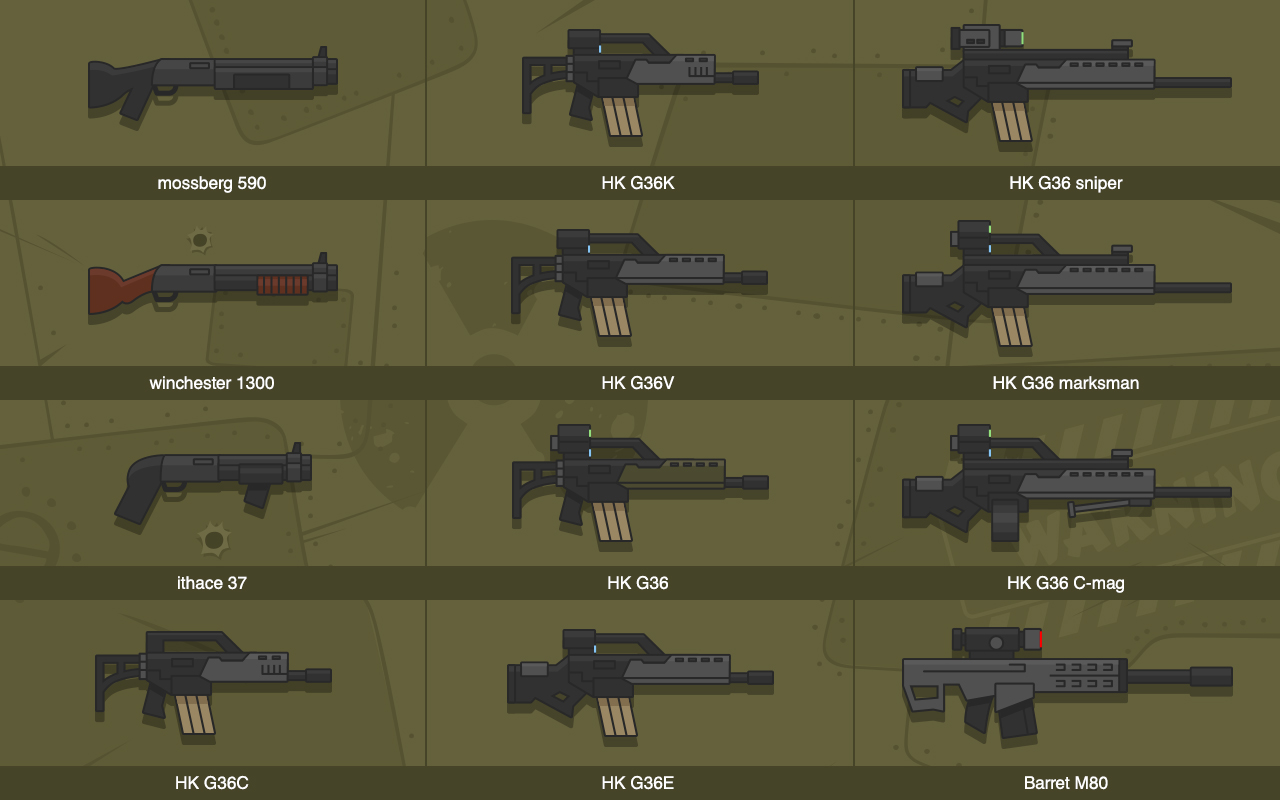 mossberg 590
HK G36K
HK G36 sniper
winchester 1300
HK G36V
HK G36 marksman
ithace 37
HK G36
HK G36 C-mag
WARNING
HK G36C
HK G36E
Barret M80